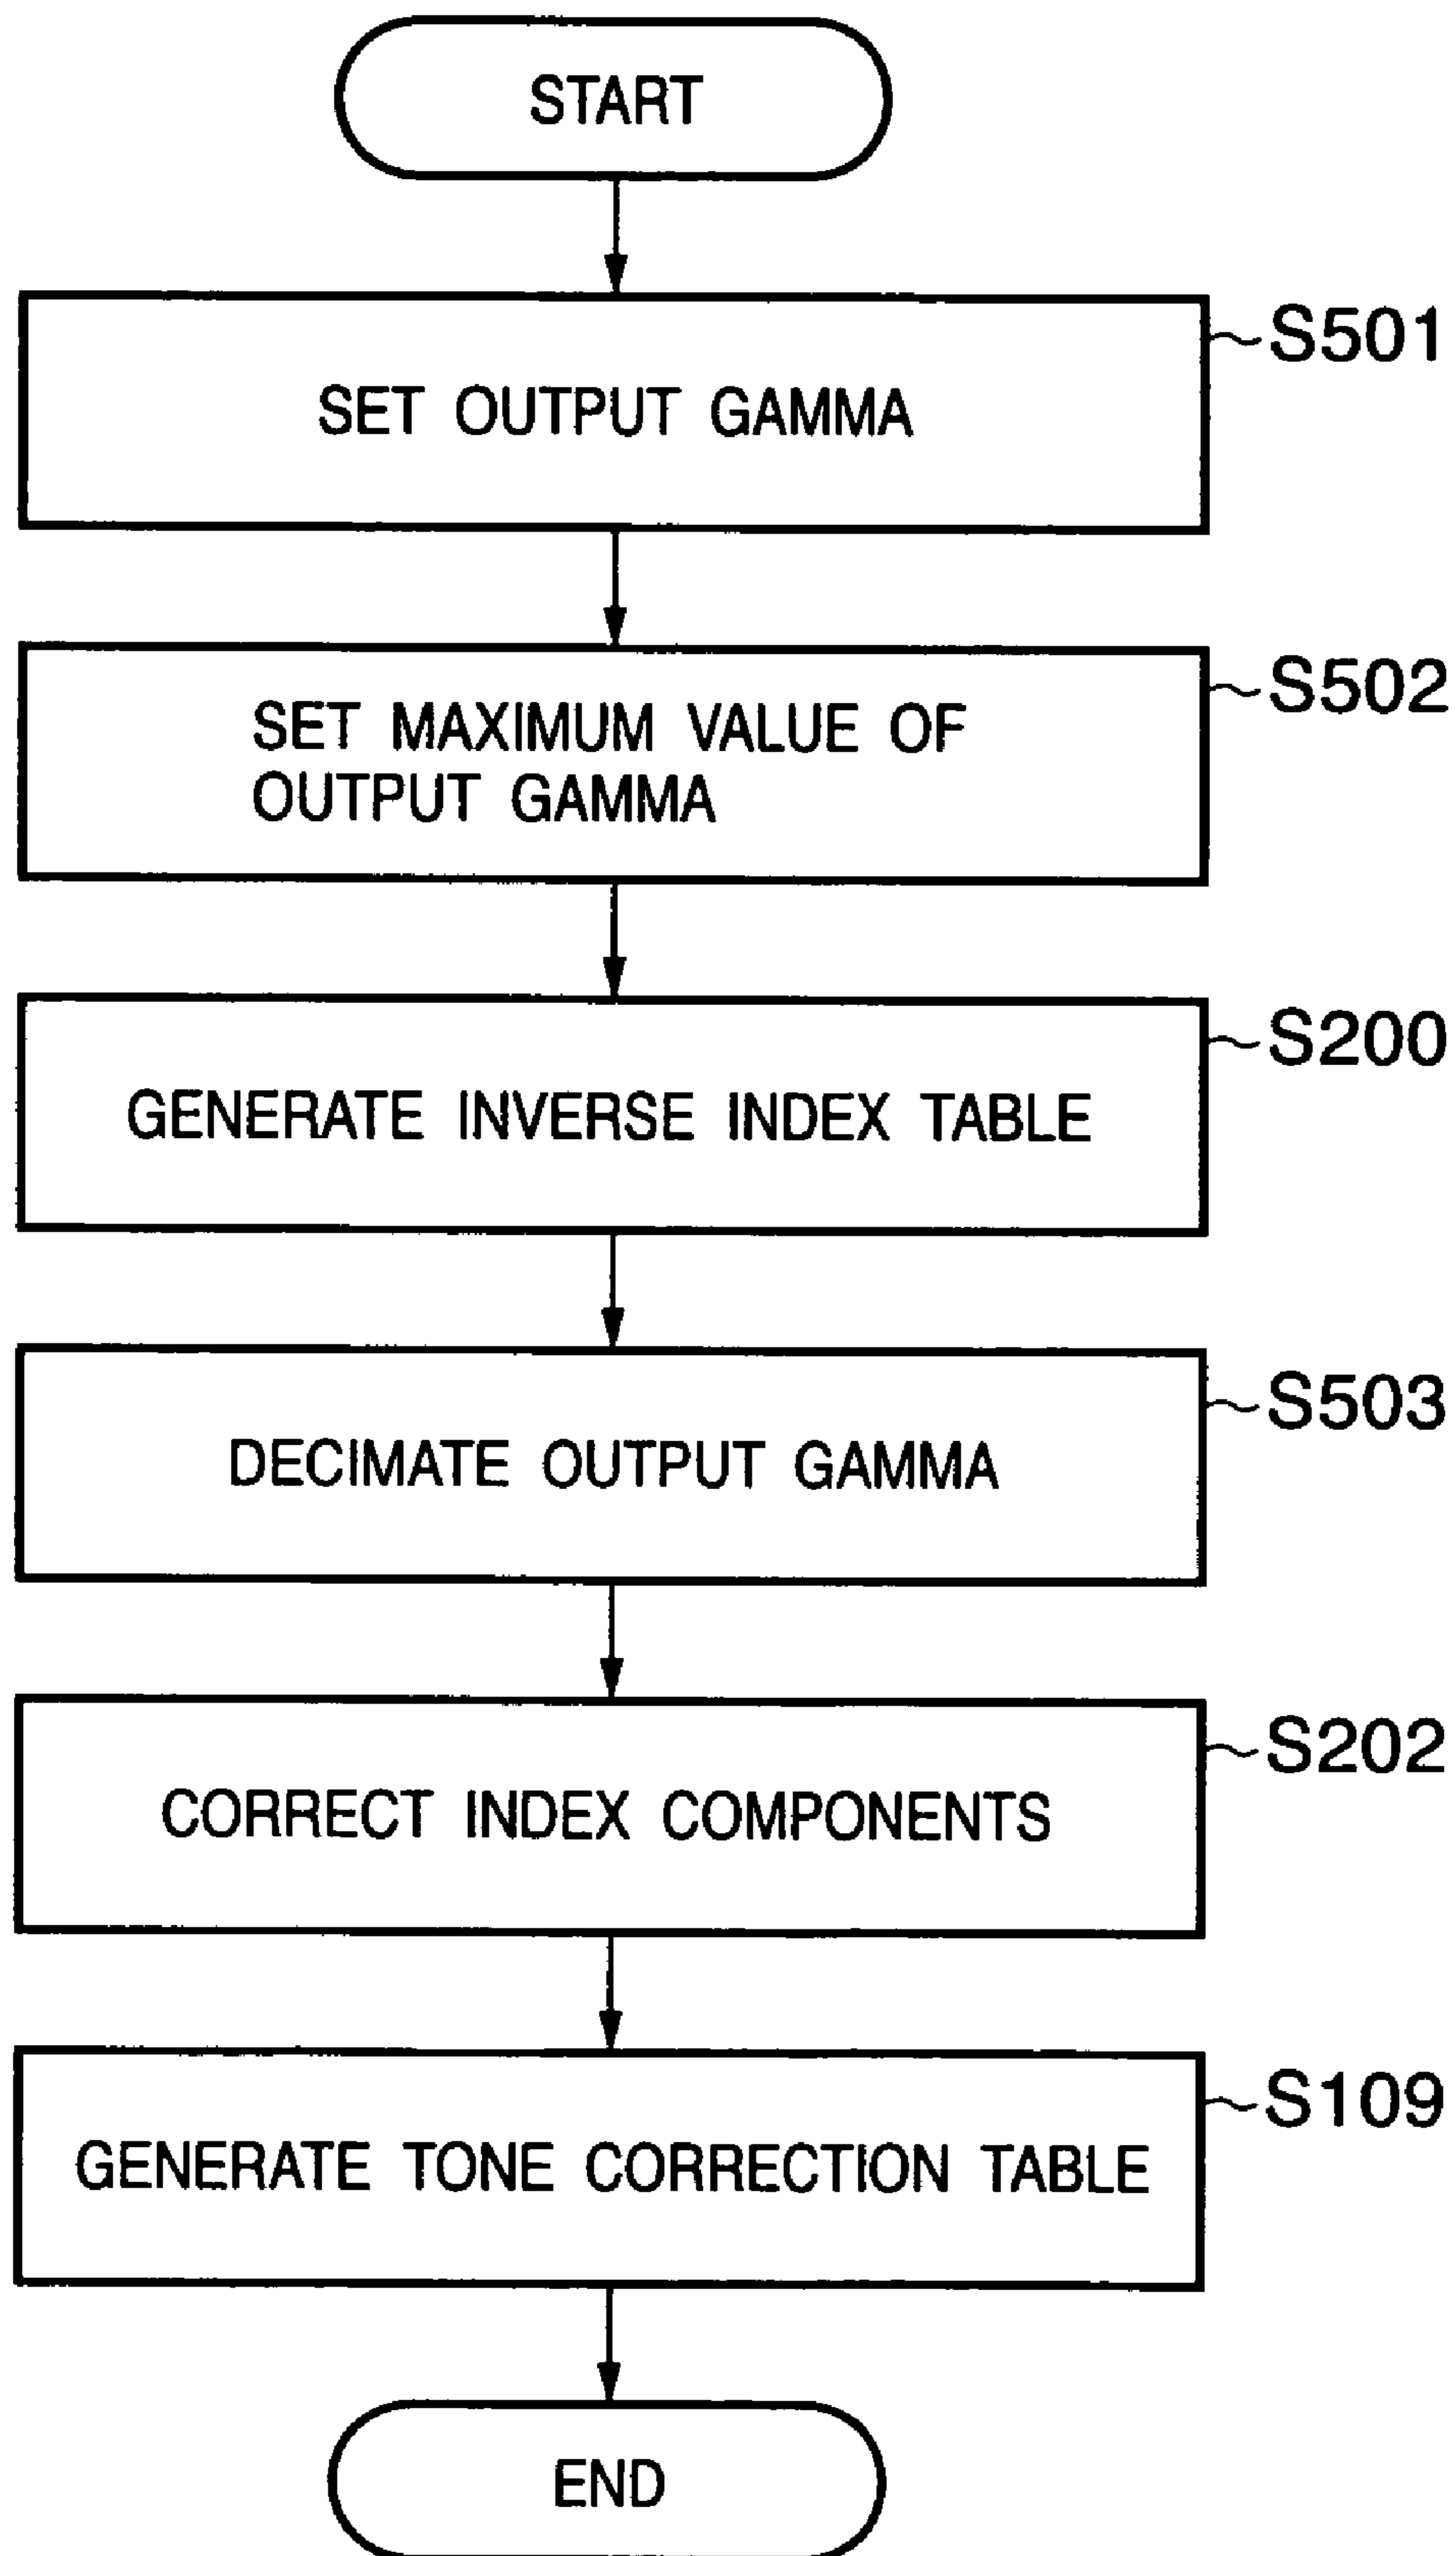 START
S501
SET OUTPUT GAMMA
S502
SET MAXIMUM VALUE OF
OUTPUT GAMMA
S200
GENERATE INVERSE INDEX TABLE
S503
DECIMATE OUTPUT GAMMA
S202
CORRECT INDEX COMPONENTS
S109
GENERATE TONE CORRECTION TABLE
END